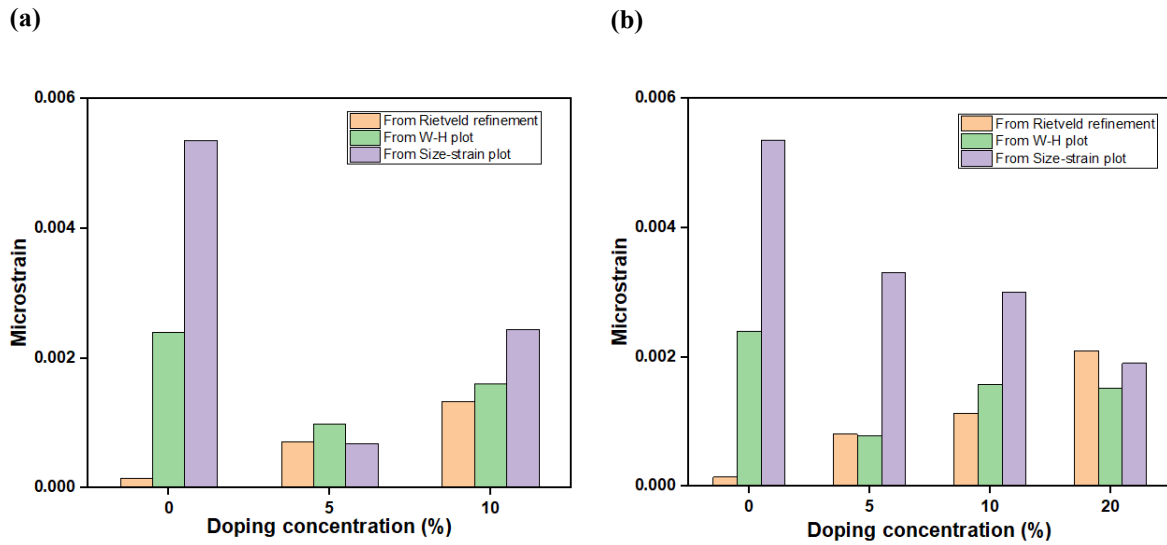 (a)
0.006
0.004
0.002
0.000
Microstrain
From Rietveld refinement
From W-H plot
From Size-strain plot
0 5 10
Doping concentration (%)
(b)
0.006
0.004
0.002
0.000
Microstrain
From Rietveld refinement
From W-H plot
From Size-strain plot
0 5 10 20
Doping concentration (%)